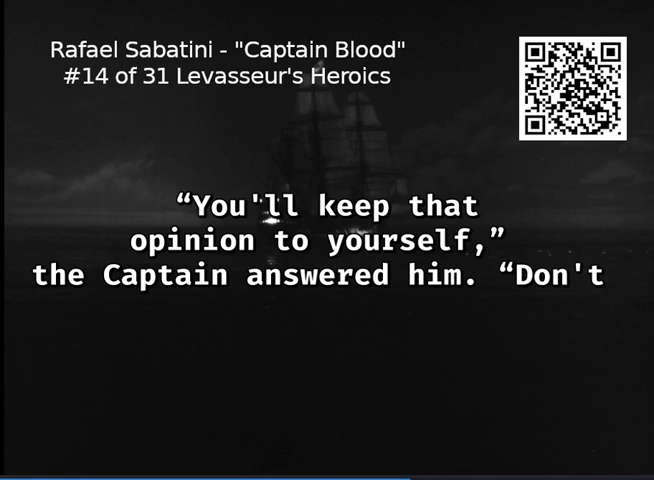 Rafael Sabatini - "Captain Blood"
#14 of 31 Levasseur's Heroics
“You'll keep that
opinion to yourself,”
the Captain answered him. “Don't